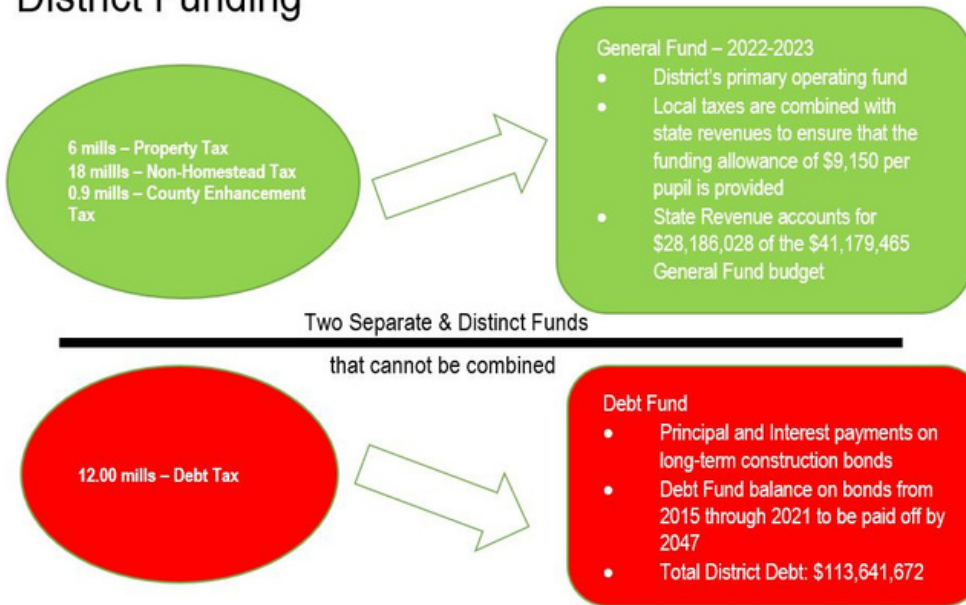 District Funding
6 mills – Property Tax
18 millls – Non-Homestead Tax
0.9 mills – County Enhancement
Tax
General Fund – 2022-2023
• District's primary operating fund
• Local taxes are combined with
state revenues to ensure that the
funding allowance of $9,150 per
pupil is provided
• State Revenue accounts for
$28,186,028 of the $41,179,465
General Fund budget
Two Separate & Distinct Funds
that cannot be combined
12.00 mills – Debt Tax
Debt Fund
• Principal and Interest payments on
long-term construction bonds
• Debt Fund balance on bonds from
2015 through 2021 to be paid off by
2047
• Total District Debt: $113,641,672